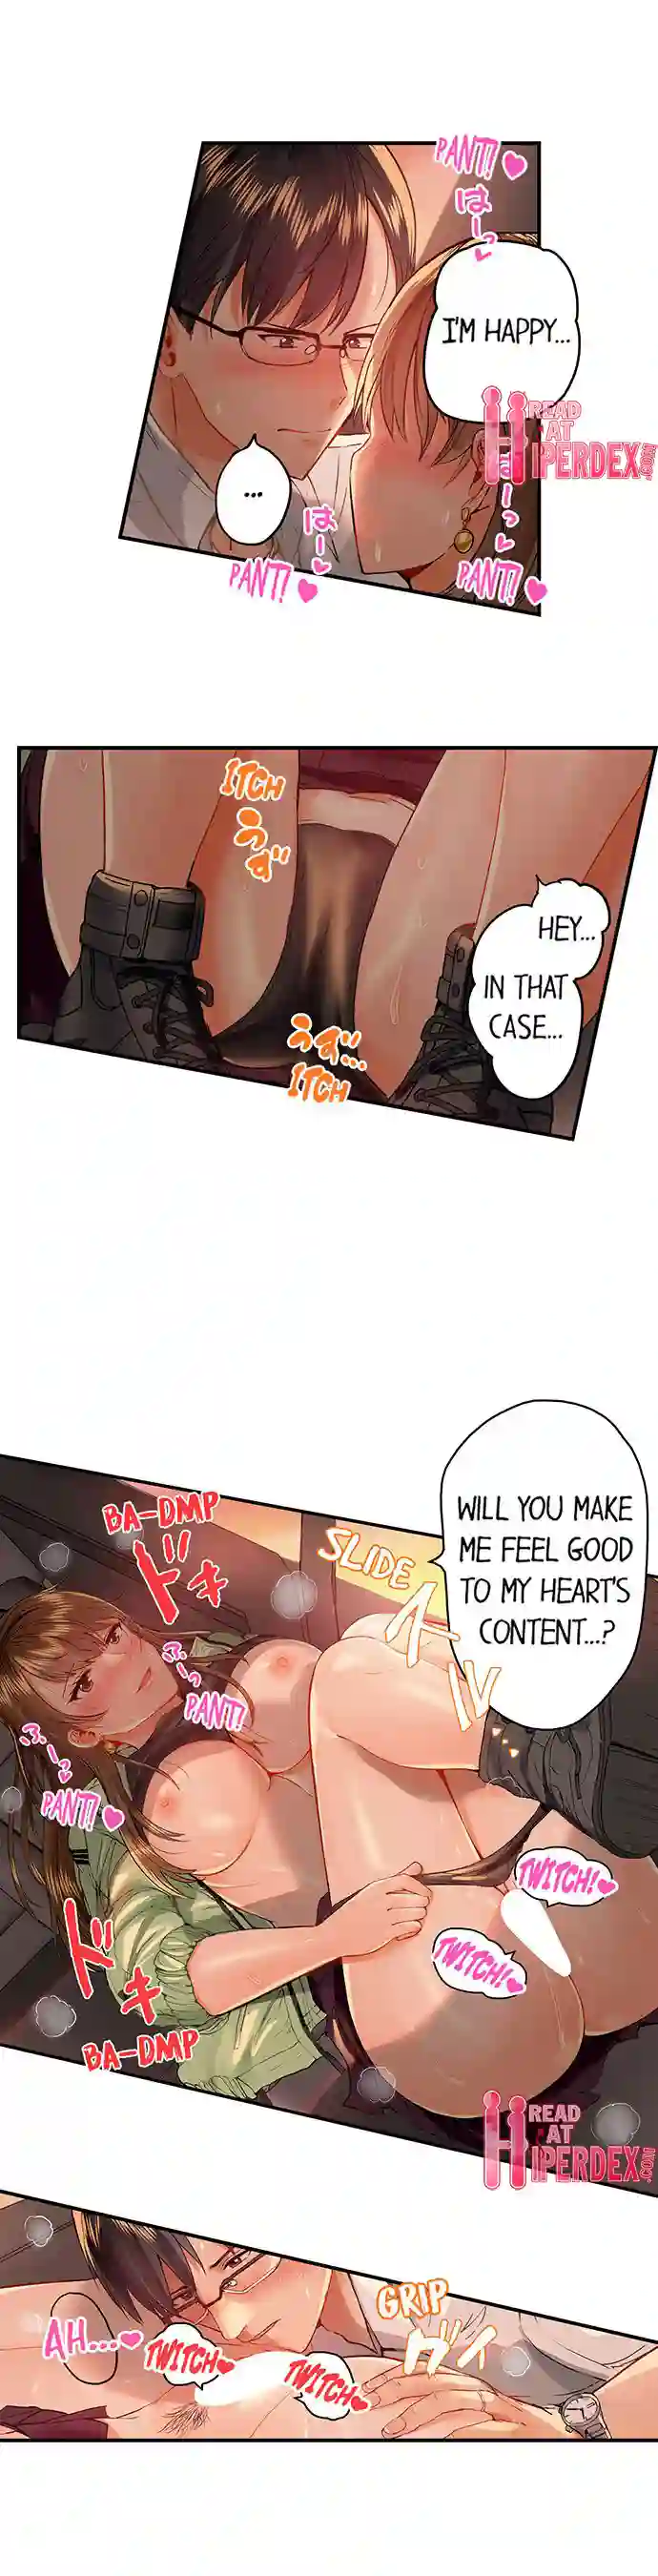 PANT!
はーっ
I'M HAPPY...
READ
AT
HIPERDEX.COM
...
はーっ
はーっ
PANT!
PANT!
ITCH
うずっ
HEY...
IN THAT
CASE...
うずっ...
ITCH
WILL YOU MAKE
ME FEEL GOOD
TO MY HEART'S
CONTENT...?
BA-DMP
ドキ
SLIDE
スルッ
ふーっ
PANT!
ふーっ
PANT!
TWITCH!
TWITCH!
ドキ
BA-DMP
READ
AT
HIPERDEX.COM
GRIP
グイ
AH...
TWITCH
TWITCH